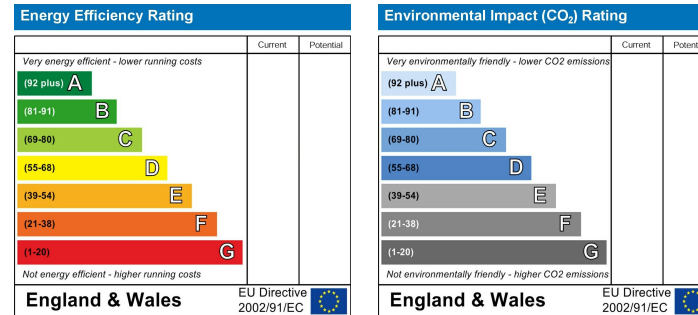 Energy Efficiency Rating
Current Potential
Very energy efficient - lower running costs
(92 plus) A
(81-91) B
(69-80) C
(55-68) D
(39-54) E
(21-38) F
(1-20) G
Not energy efficient - higher running costs
England & Wales
EU Directive
2002/91/EC
Environmental Impact (CO₂) Rating
Current Potent
Very environmentally friendly - lower CO2 emissions
(92 plus) A
(81-91) B
(69-80) C
(55-68) D
(39-54) E
(21-38) F
(1-20) G
Not environmentally friendly - higher CO2 emissions
England & Wales
EU Directive
2002/91/EC